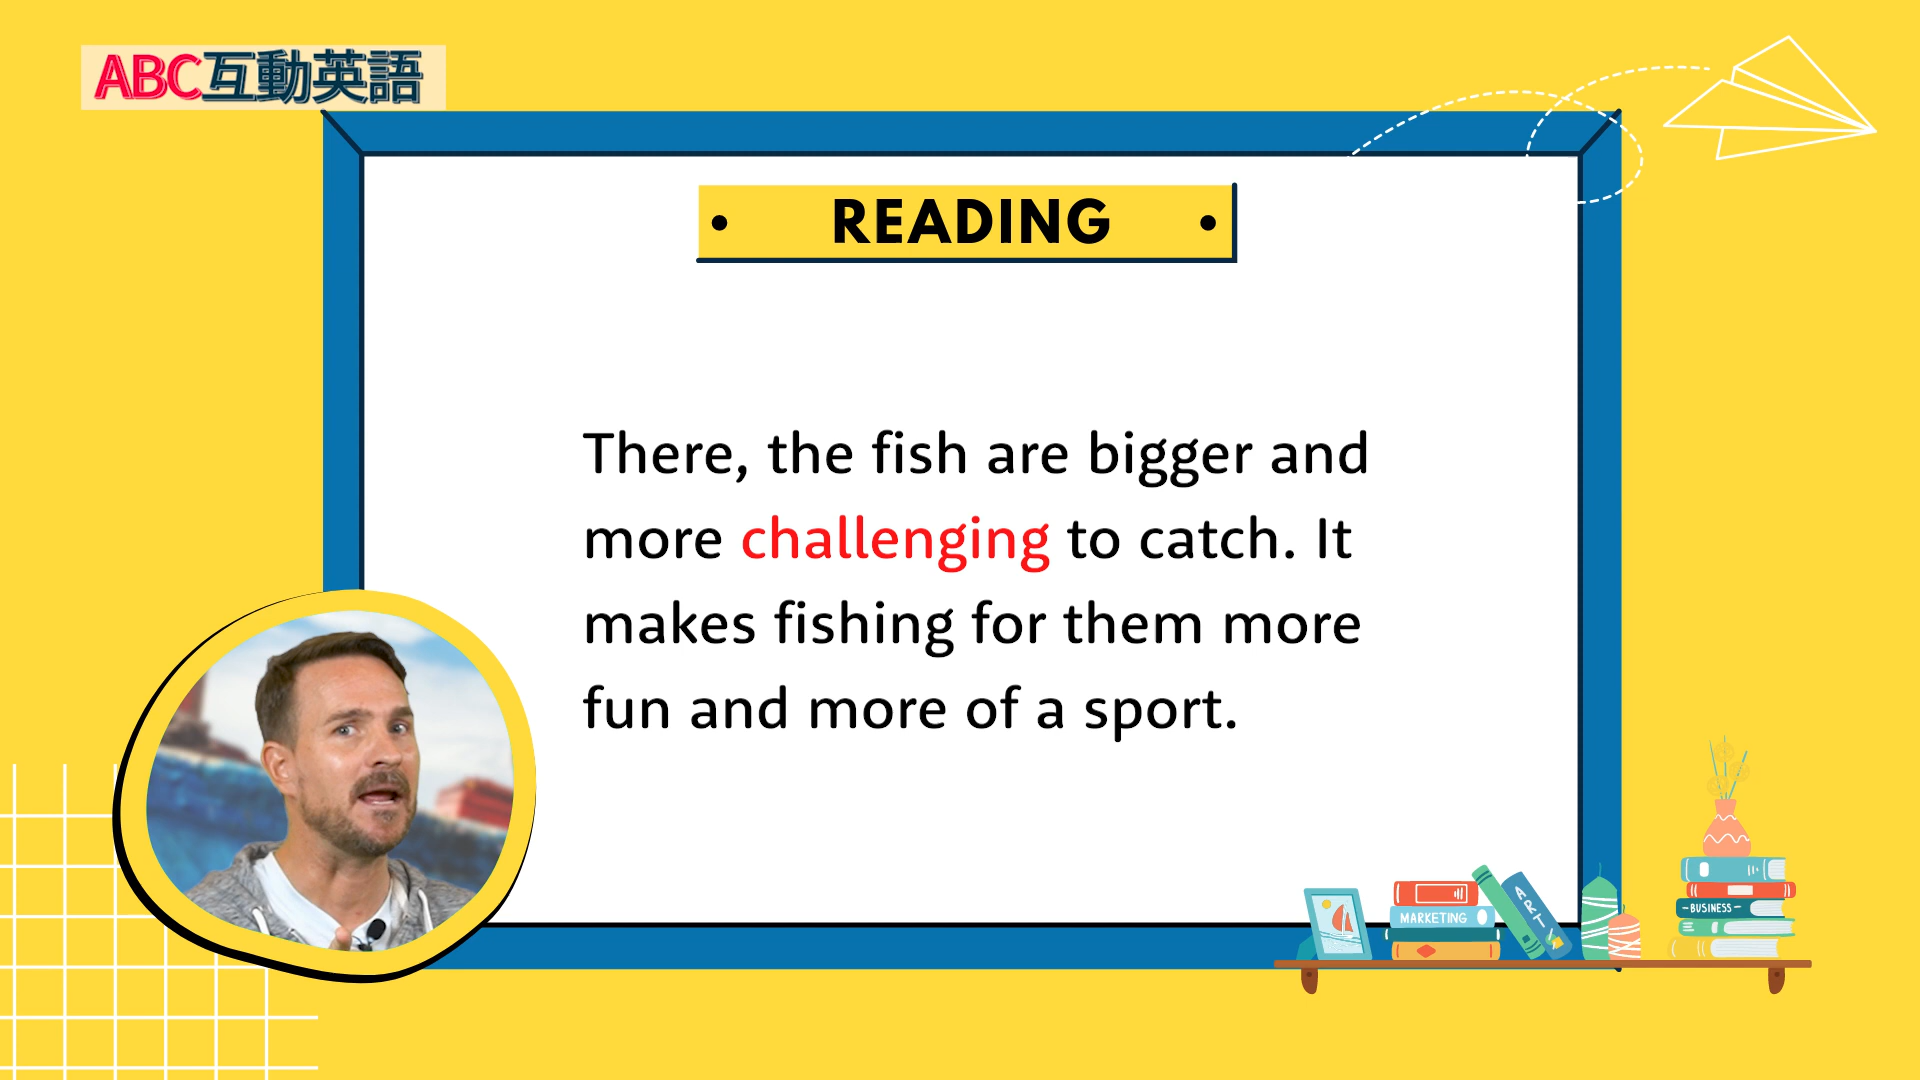 ABC互動英語
READING
There, the fish are bigger and
more challenging to catch. It
makes fishing for them more
fun and more of a sport.
MARKETING
ART
BUSINESS